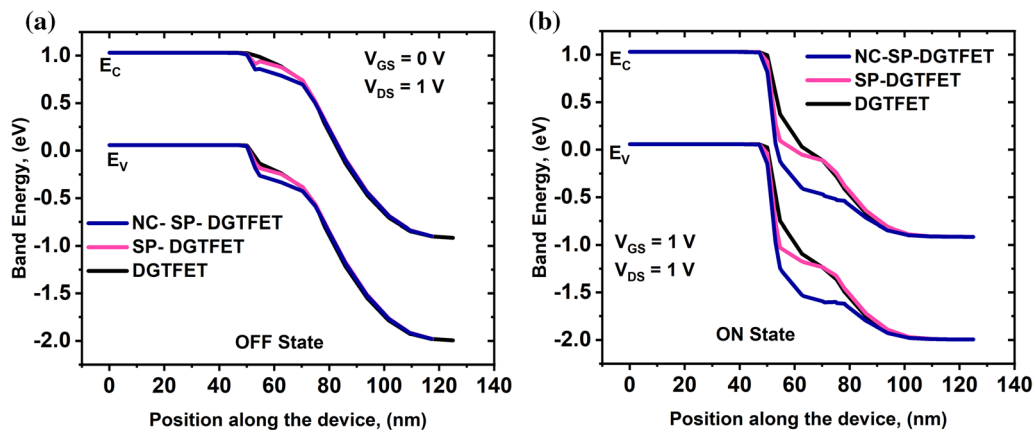 (a)
1.0
0.5
0.0
-0.5
-1.0
-1.5
-2.0
Band Energy, (eV)
E_C
E_V
V_GS = 0 V
V_DS = 1 V
NC- SP- DGTFET
SP- DGTFET
DGTFET
OFF State
0 20 40 60 80 100 120 140
Position along the device, (nm)
(b)
1.0
0.5
0.0
-0.5
-1.0
-1.5
-2.0
Band Energy, (eV)
E_C
E_V
NC-SP-DGTFET
SP-DGTFET
DGTFET
V_GS = 1 V
V_DS = 1 V
ON State
0 20 40 60 80 100 120 140
Position along the device, (nm)